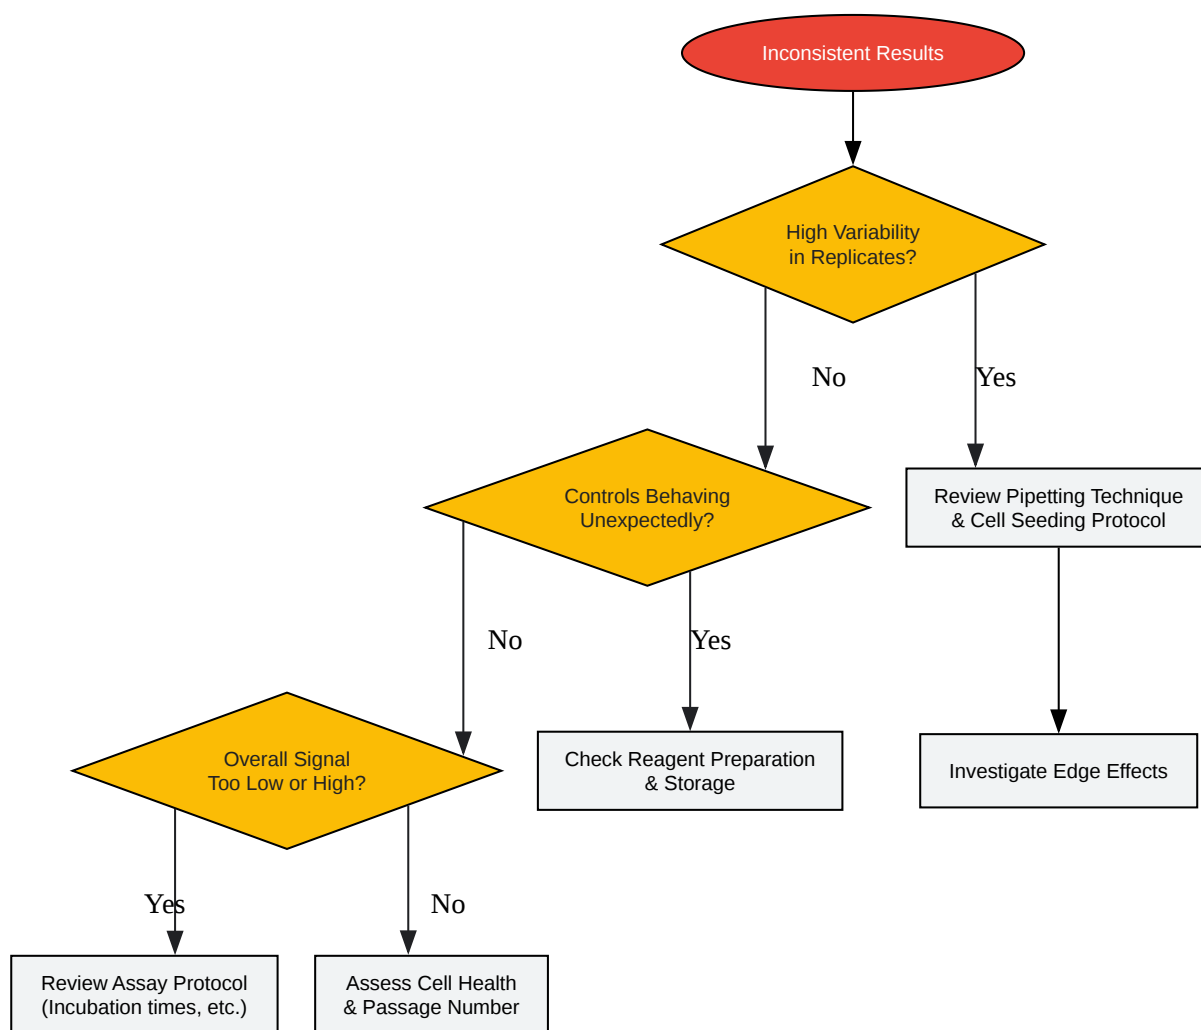 Inconsistent Results
High Variability
in Replicates?
No
Yes
Controls Behaving
Unexpectedly?
Review Pipetting Technique
& Cell Seeding Protocol
No
Yes
Overall Signal
Too Low or High?
Check Reagent Preparation
& Storage
Investigate Edge Effects
Yes
No
Review Assay Protocol
(Incubation times, etc.)
Assess Cell Health
& Passage Number